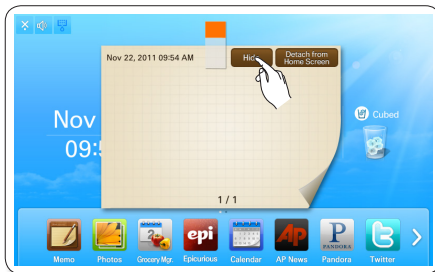 Nov 22, 2011 09:54 AM
Hide
Detach from
Home Screen
Nov
09:5
Cubed
1 / 1
epi
AP
P
PANDORA
Memo
Photos
Grocery Mgr.
Epicurious
Calendar
AP News
Pandora
Twitter